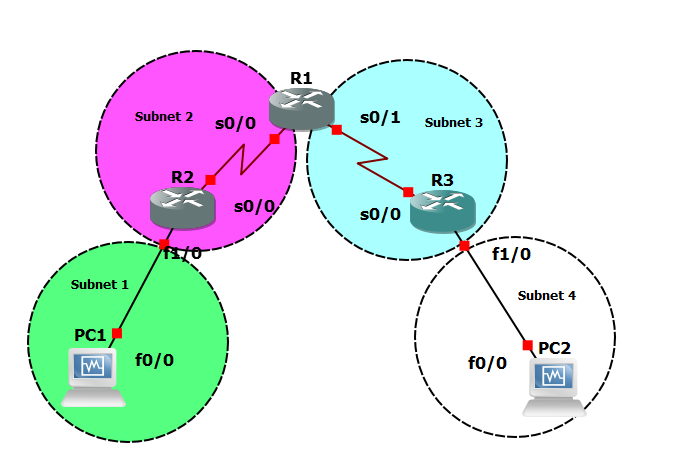 R1
Subnet 2
s0/0
s0/1
Subnet 3
R2
R3
s0/0
s0/0
f1/0
f1/0
Subnet 1
Subnet 4
PC1
PC2
f0/0
f0/0